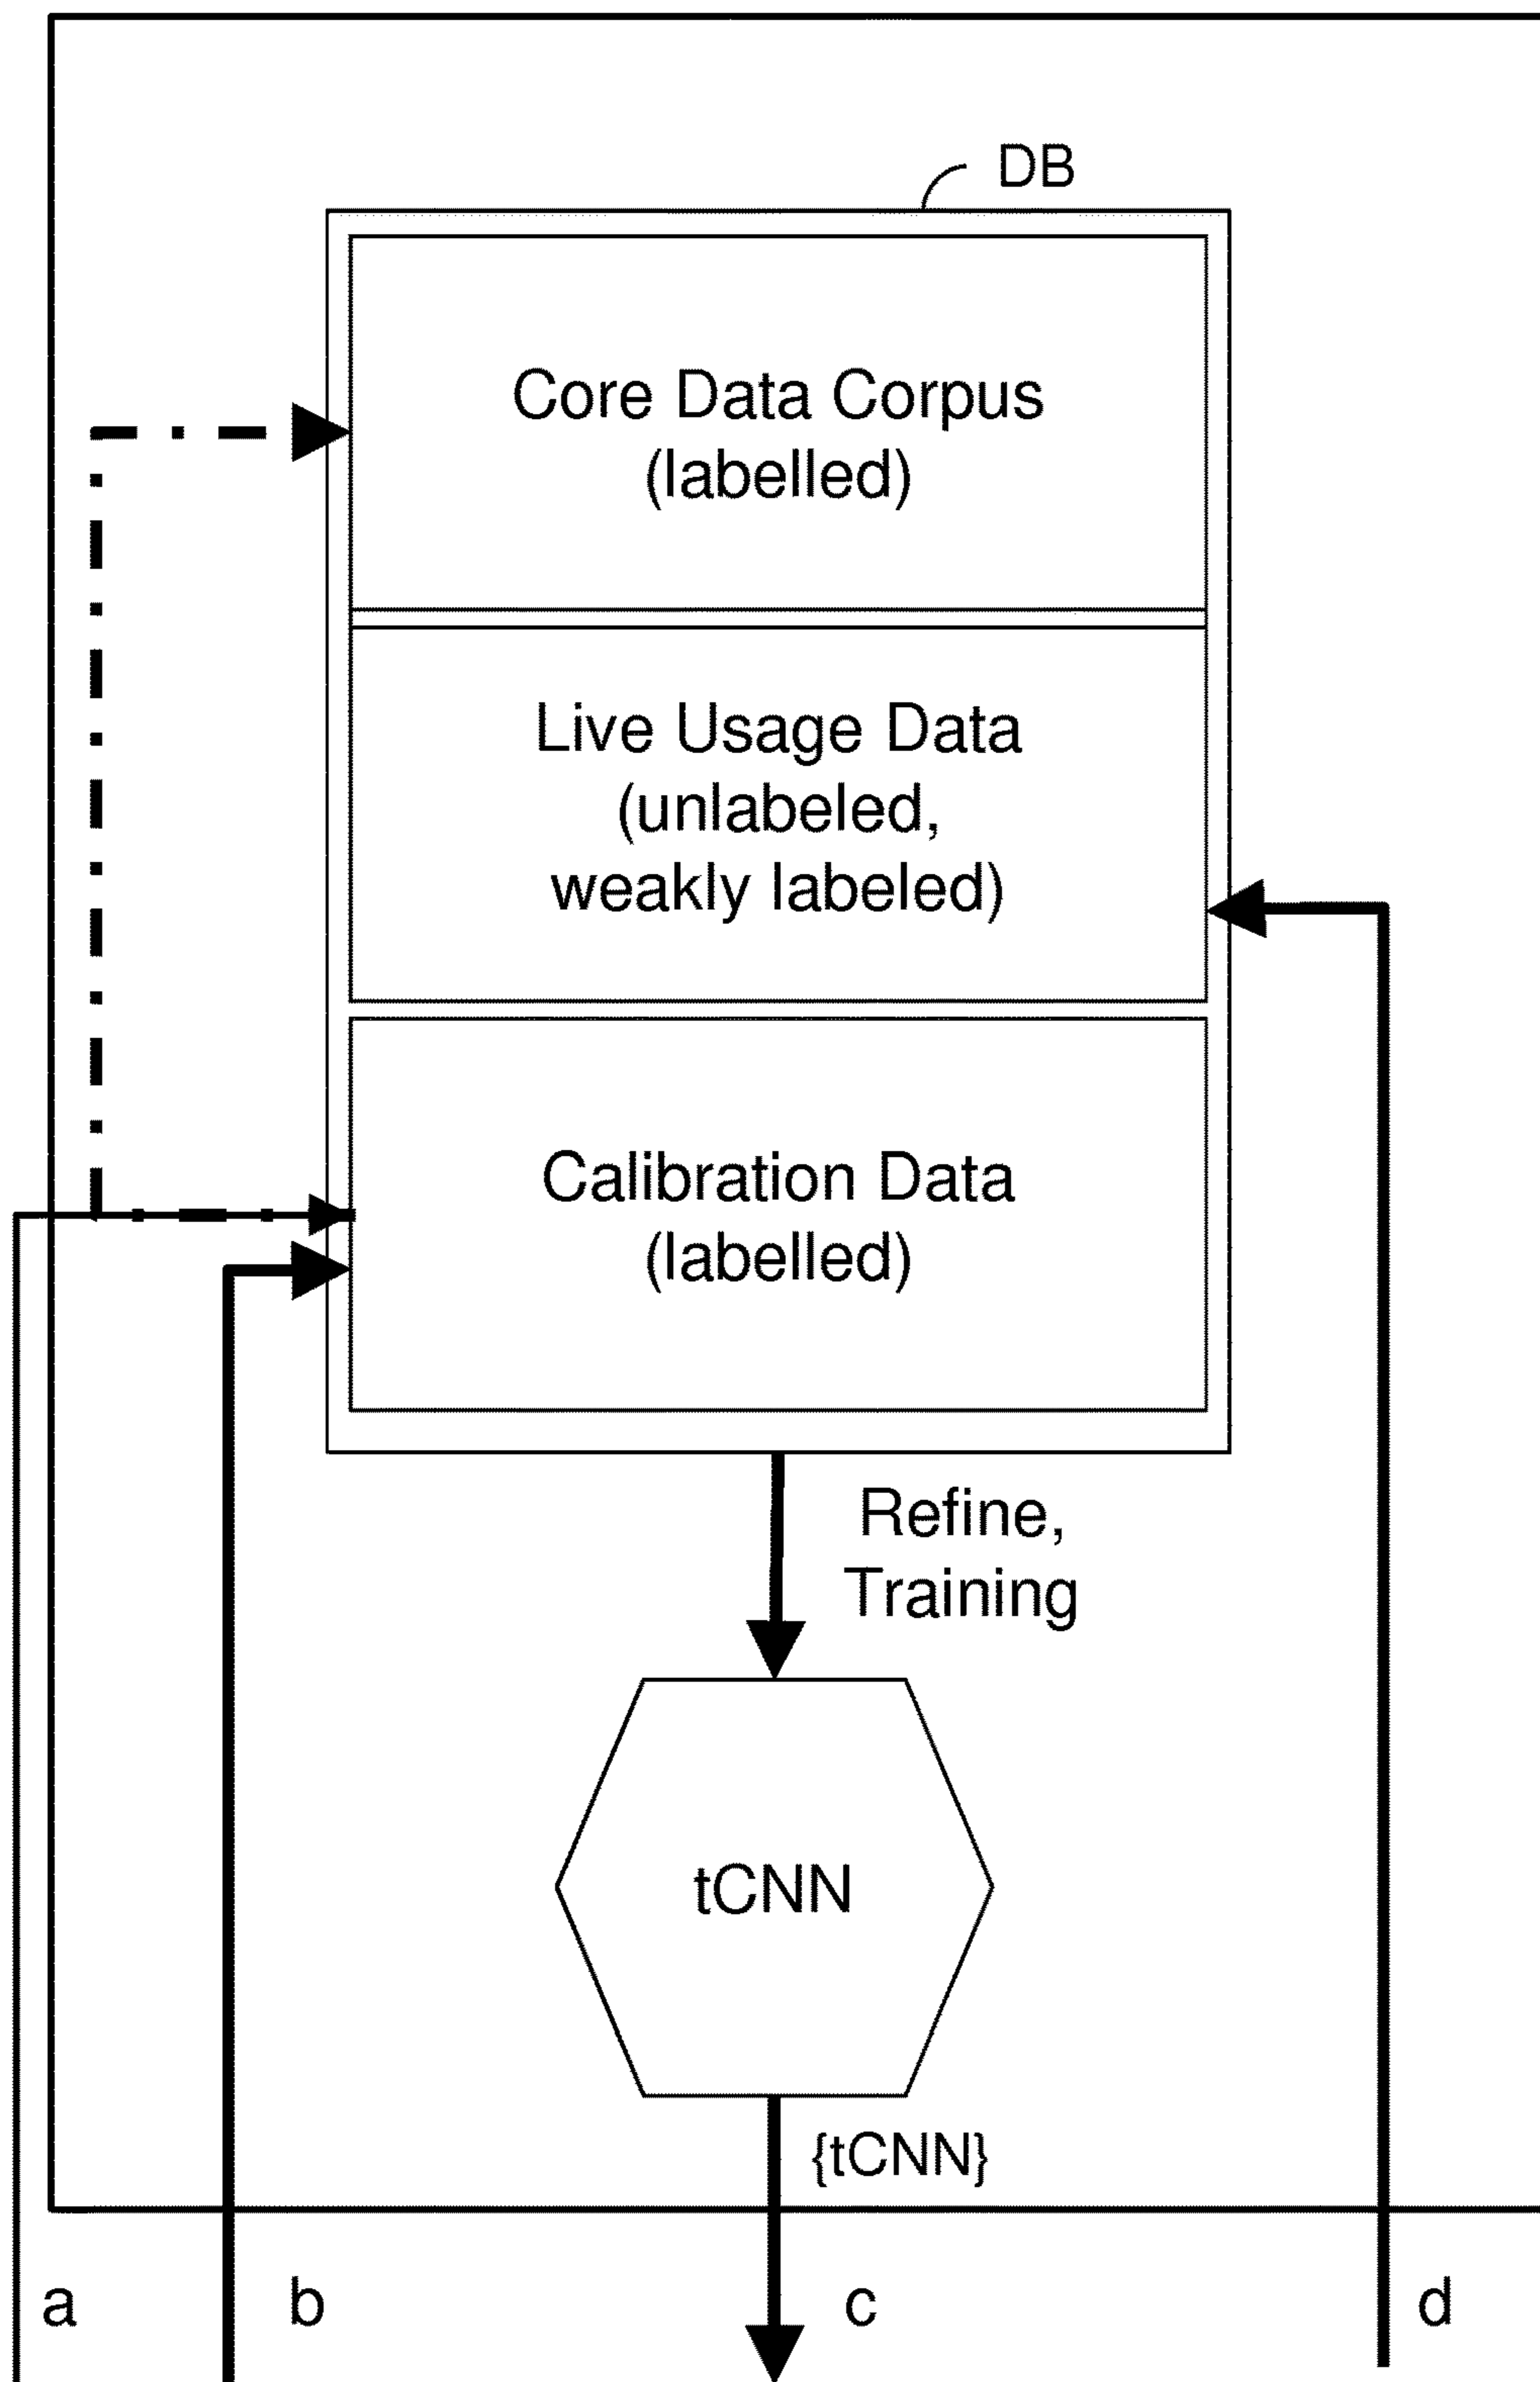 DB
Core Data Corpus
(labelled)
Live Usage Data
(unlabeled,
weakly labeled)
Calibration Data
(labelled)
Refine,
Training
tCNN
{tCNN}
a
b
c
d